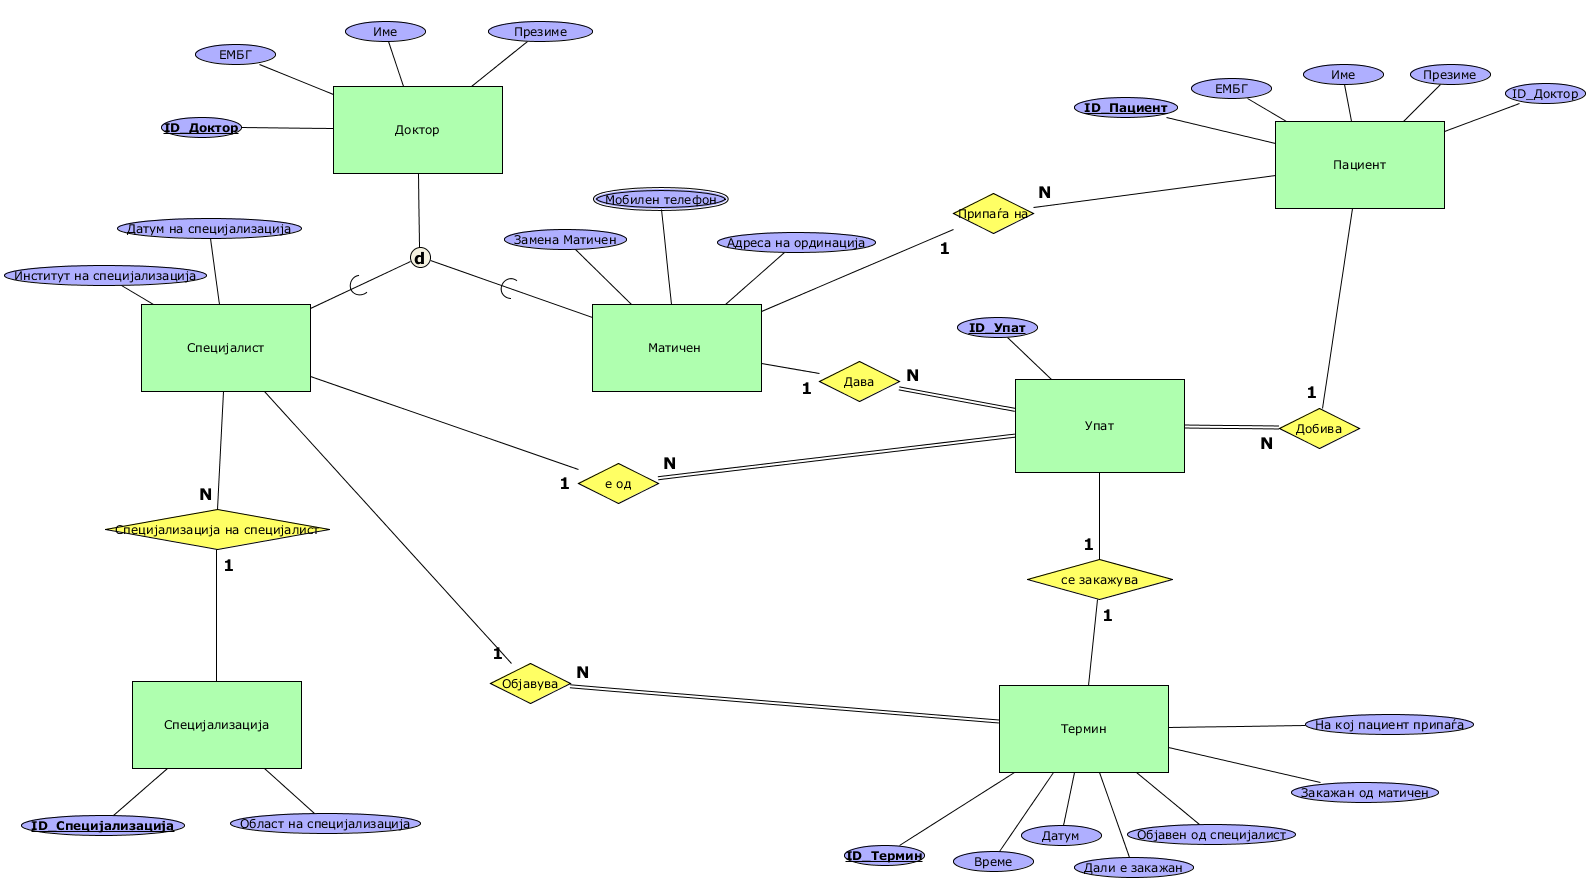 Име
Презиме
ЕМБГ
ID_Доктор
Доктор
Име
Презиме
ЕМБГ
ID_Доктор
ID_Пациент
Пациент
Мобилен телефон
Датум на специјализација
Замена Матичен
Адреса на ординација
Институт на специјализација
d
Припаѓа на
N
1
Специјалист
Матичен
ID_Упат
Дава
1
N
Упат
1
Добива
N
е од
1
N
N
Специјализација на специјалист
1
1
се закажува
1
1
Објавува
N
Специјализација
Термин
На кој пациент припаѓа
Закажан од матичен
ID_Специјализација
Област на специјализација
Објавен од специјалист
Датум
ID_Термин
Време
Дали е закажан